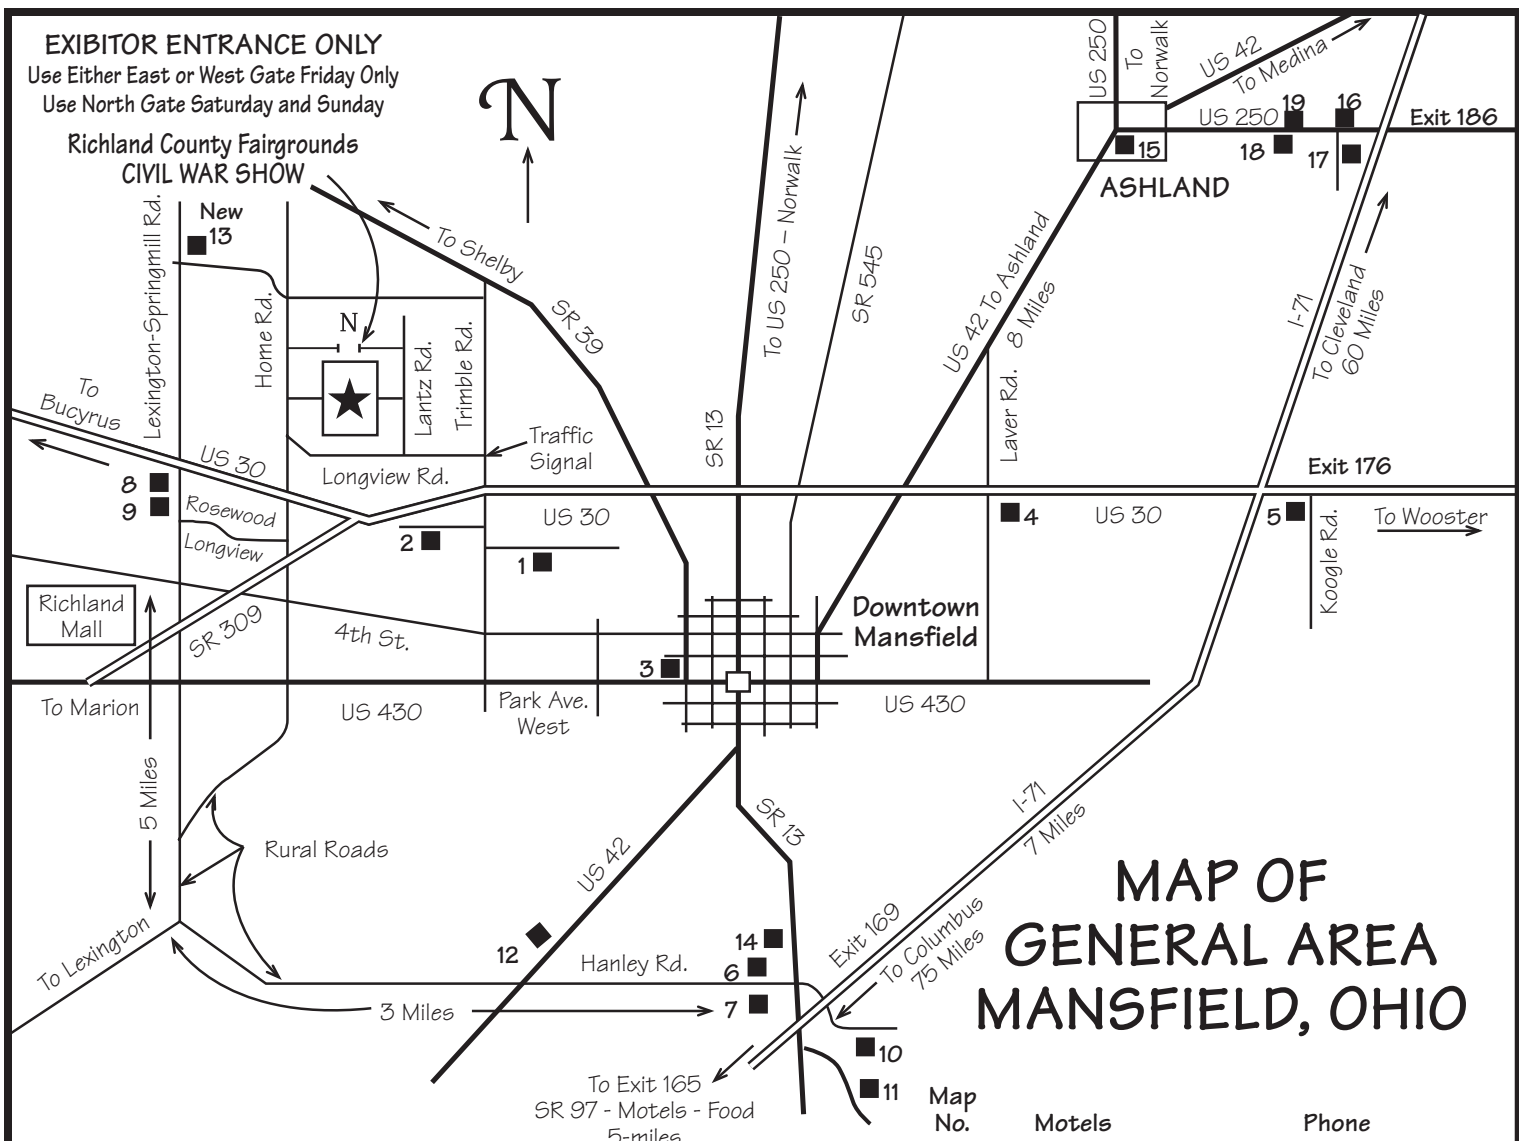 EXIBITOR ENTRANCE ONLY
Use Either East or West Gate Friday Only
Use North Gate Saturday and Sunday
Richland County Fairgrounds
CIVIL WAR SHOW
N
US 250
To
Norwalk
US 42
To Medina
US 250
19
16
Exit 186
15
18
17
ASHLAND
Lexington-Springmill Rd.
New
13
To Shelby
SR 39
To US 250 – Norwalk
SR 545
US 42 To Ashland
8 Miles
I-71
To Cleveland
60 Miles
Home Rd.
N
Lantz Rd.
Trimble Rd.
To
Bucyrus
US 30
Longview Rd.
Traffic
Signal
SR 13
Laver Rd.
Exit 176
8
9
Rosewood
Longview
2
1
US 30
4
US 30
5
Koogle Rd.
To Wooster
Richland
Mall
SR 309
4th St.
3
Downtown
Mansfield
To Marion
US 430
Park Ave.
West
US 430
5 Miles
Rural Roads
US 42
SR 13
I-71
7 Miles
MAP OF
GENERAL AREA
MANSFIELD, OHIO
To Lexington
12
Hanley Rd.
14
6
7
3 Miles
Exit 169
To Columbus
75 Miles
10
11
To Exit 165
SR 97 - Motels - Food
5-miles
Map
No.
Motels
Phone